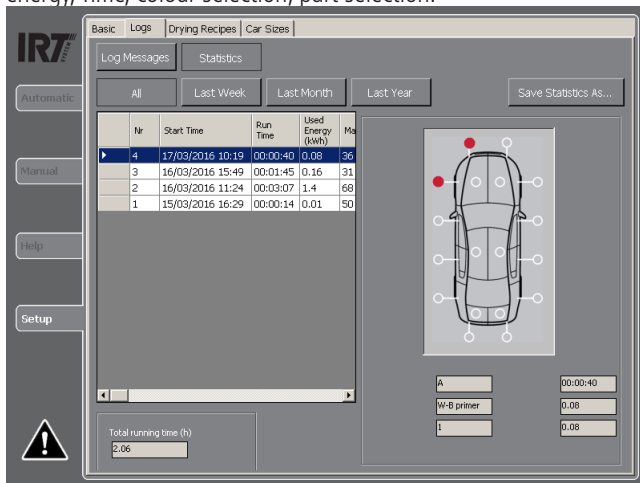 energy, time, colour selection, part selection.
IRT
SYSTEM
Basic Logs Drying Recipes Car Sizes
Log Messages Statistics
All Last Week Last Month Last Year Save Statistics As...
Automatic
Manual
Help
Setup
Nr Start Time Run Time Used Energy (kWh) Ma
4 17/03/2016 10:19 00:00:40 0.08 36
3 16/03/2016 15:49 00:01:45 0.16 31
2 16/03/2016 11:24 00:03:07 1.4 68
1 15/03/2016 16:29 00:00:14 0.01 50
A 00:00:40
W-B primer 0.08
1 0.08
Total running time (h)
2.06